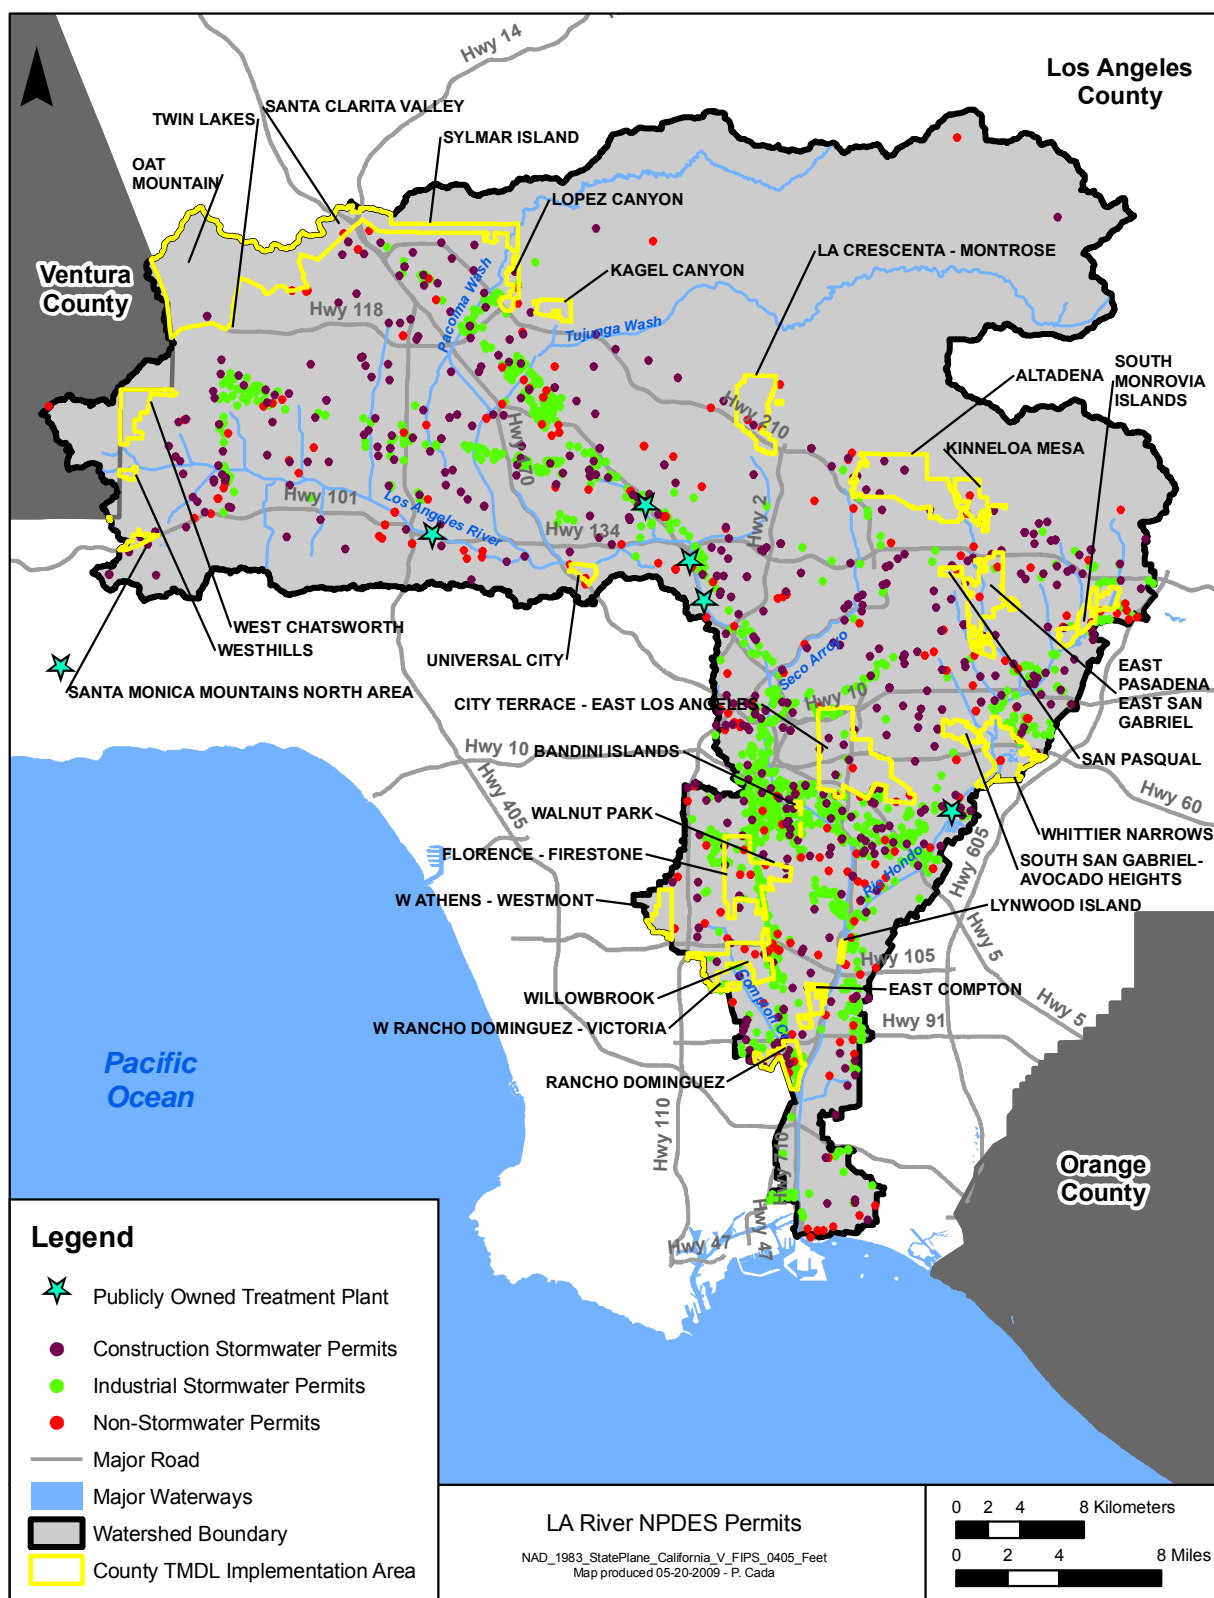 Hwy 14
Los Angeles
County
SANTA CLARITA VALLEY
TWIN LAKES
SYLMAR ISLAND
OAT
MOUNTAIN
LOPEZ CANYON
LA CRESCENTA - MONTROSE
KAGEL CANYON
Ventura
County
Pacoima Wash
Hwy 118
Tujunga Wash
SOUTH
MONROVIA
ISLANDS
ALTADENA
Hwy 210
KINNELOA MESA
Hwy 170
Hwy 101
Los Angeles River
Hwy 134
Hwy 2
WEST CHATSWORTH
WESTHILLS
UNIVERSAL CITY
SANTA MONICA MOUNTAINS NORTH AREA
Seco Arroyo
EAST
PASADENA
EAST SAN
GABRIEL
CITY TERRACE - EAST LOS ANGELES
Hwy 10
Hwy 10
BANDINI ISLANDS
SAN PASQUAL
Hwy 405
Hwy 60
WALNUT PARK
WHITTIER NARROWS
FLORENCE - FIRESTONE
Rio Hondo
Hwy 605
SOUTH SAN GABRIEL-
AVOCADO HEIGHTS
W ATHENS - WESTMONT
LYNWOOD ISLAND
Hwy 5
Hwy 105
WILLOWBROOK
Compton C
EAST COMPTON
W RANCHO DOMINGUEZ - VICTORIA
Hwy 91
Hwy 5
Pacific
Ocean
RANCHO DOMINGUEZ
Hwy 110
Hwy 710
Orange
County
Hwy 47
Hwy 47
Legend
Publicly Owned Treatment Plant
Construction Stormwater Permits
Industrial Stormwater Permits
Non-Stormwater Permits
Major Road
Major Waterways
Watershed Boundary
County TMDL Implementation Area
LA River NPDES Permits
NAD_1983_StatePlane_California_V_FIPS_0405_Feet
Map produced 05-20-2009 - P. Cada
0 2 4 8 Kilometers
0 2 4 8 Miles